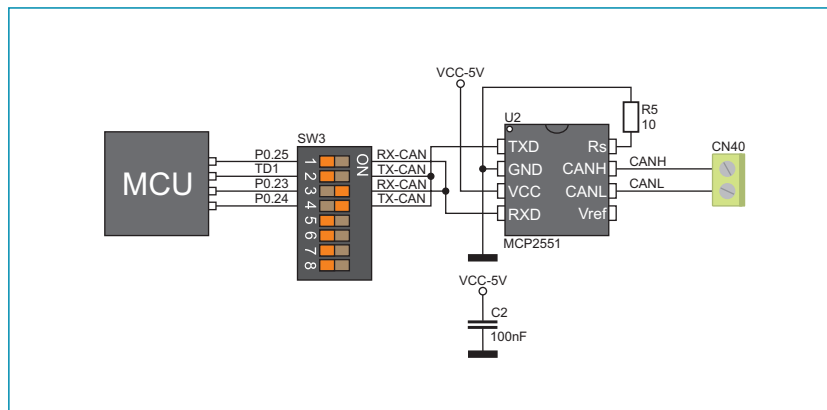 VCC-5V
R5
10
U2
SW3
CN40
MCU
P0.25
TD1
P0.23
P0.24
1
2
3
4
5
6
7
8
ON
RX-CAN
TX-CAN
RX-CAN
TX-CAN
TXD
GND
VCC
RXD
Rs
CANH
CANL
Vref
CANH
CANL
MCP2551
VCC-5V
C2
100nF